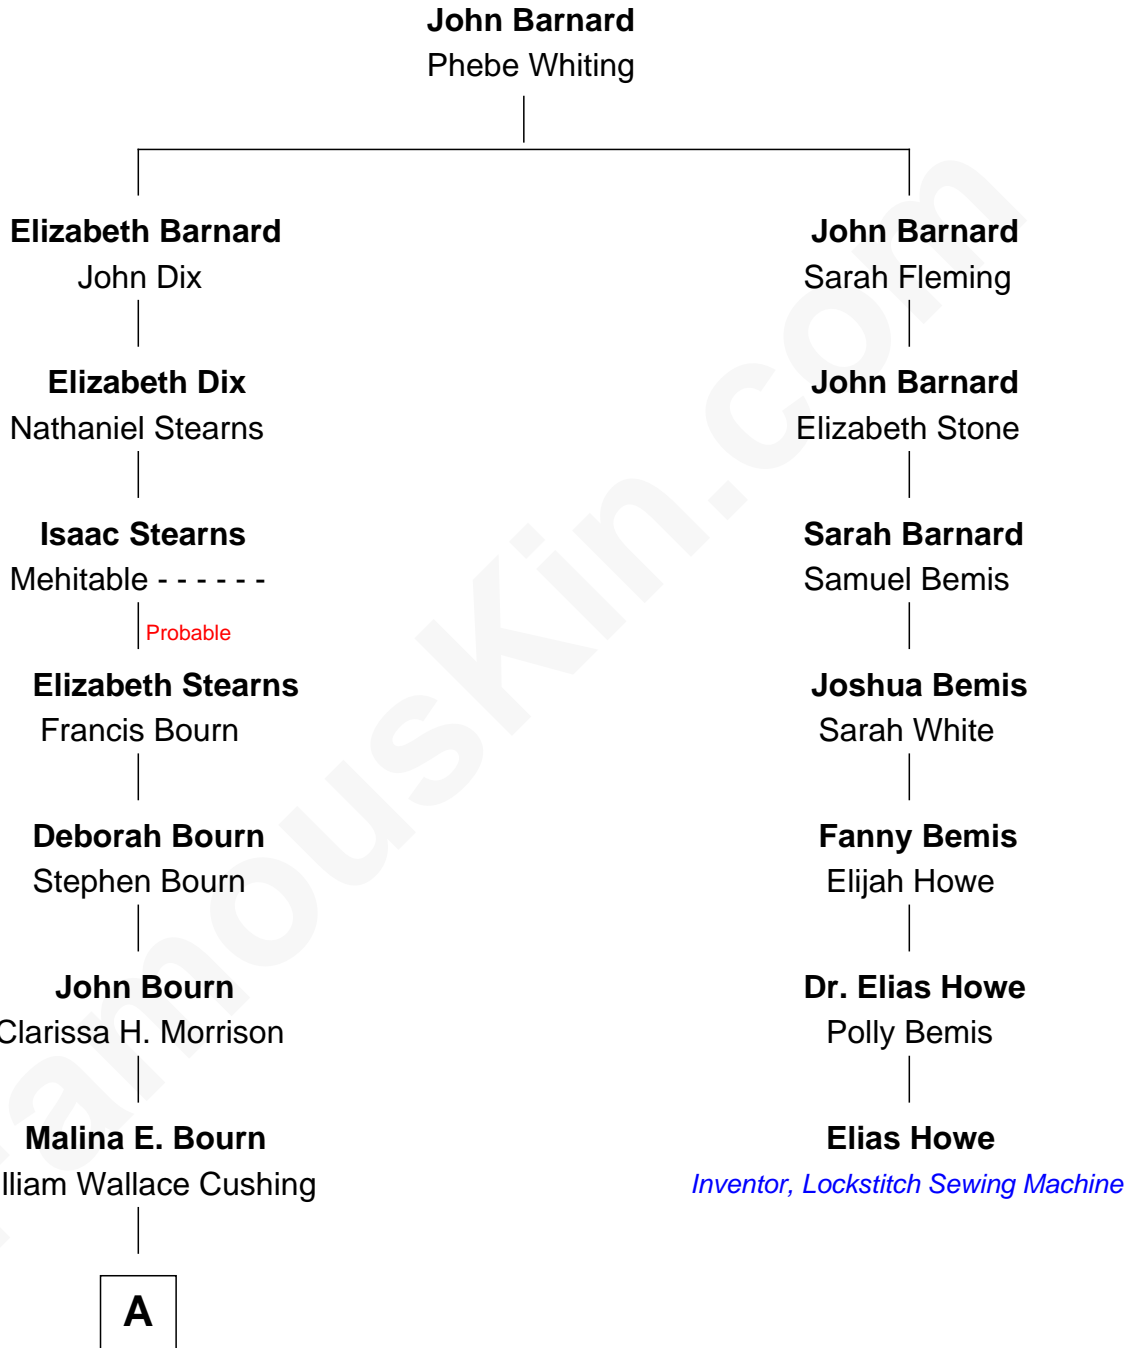 John Barnard
Phebe Whiting
Elizabeth Barnard
John Dix
John Barnard
Sarah Fleming
Elizabeth Dix
Nathaniel Stearns
John Barnard
Elizabeth Stone
Isaac Stearns
Mehitable - - - - - -
Probable
Sarah Barnard
Samuel Bemis
Elizabeth Stearns
Francis Bourn
Joshua Bemis
Sarah White
Deborah Bourn
Stephen Bourn
Fanny Bemis
Elijah Howe
John Bourn
Clarissa H. Morrison
Dr. Elias Howe
Polly Bemis
Malina E. Bourn
lliam Wallace Cushing
Elias Howe
Inventor, Lockstitch Sewing Machine
A
famouskin.com